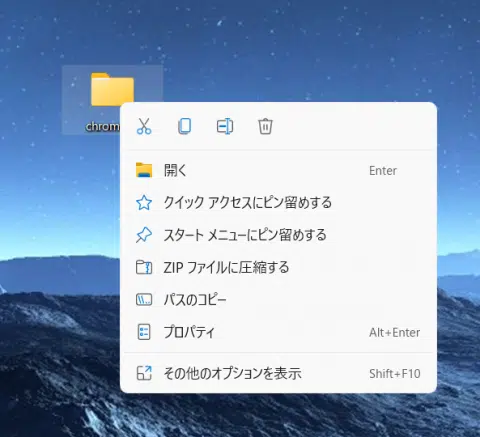 chrom
開く Enter
クイック アクセスにピン留めする
スタート メニューにピン留めする
ZIP ファイルに圧縮する
パスのコピー
プロパティ Alt+Enter
その他のオプションを表示 Shift+F10